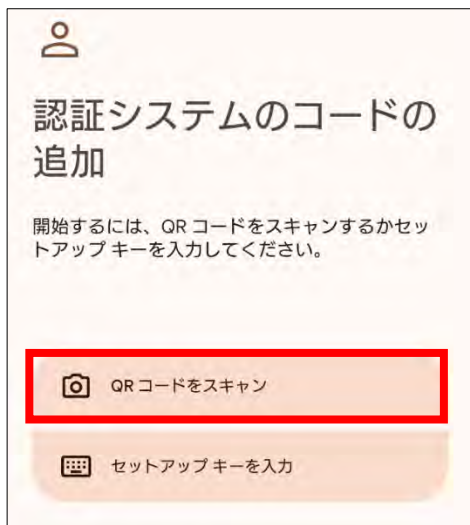 認証システムのコードの
追加
開始するには、QR コードをスキャンするかセッ
トアップ キーを入力してください。
QR コードをスキャン
セットアップ キーを入力